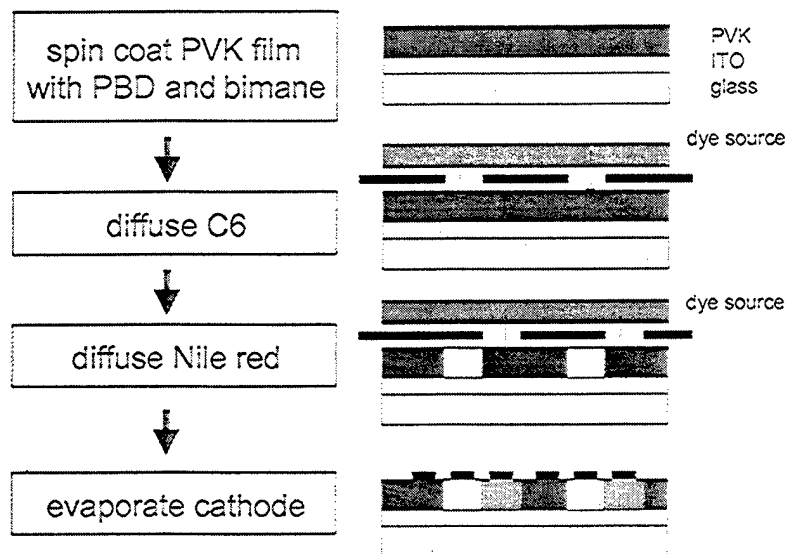 spin coat PVK film
with PBD and bimane
PVK
ITO
glass
dye source
diffuse C6
dye source
diffuse Nile red
evaporate cathode